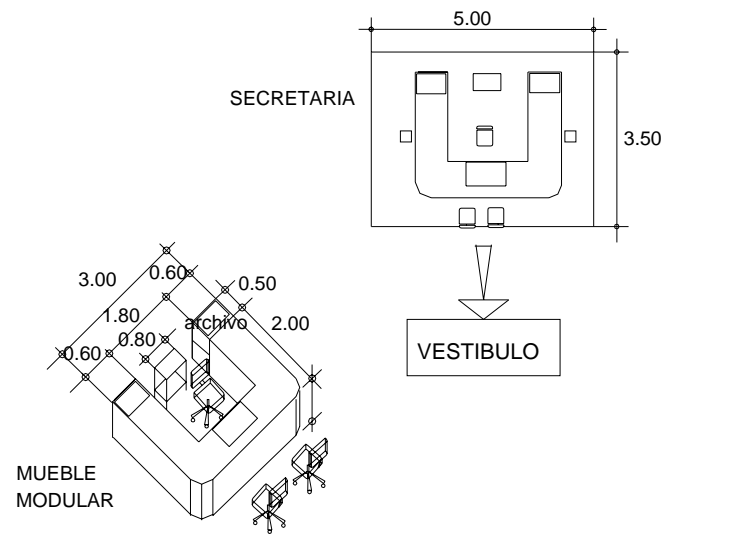 5.00
SECRETARIA
3.50
3.00
0.60
0.50
1.80
archivo
2.00
0.60
0.80
VESTIBULO
MUEBLE
MODULAR